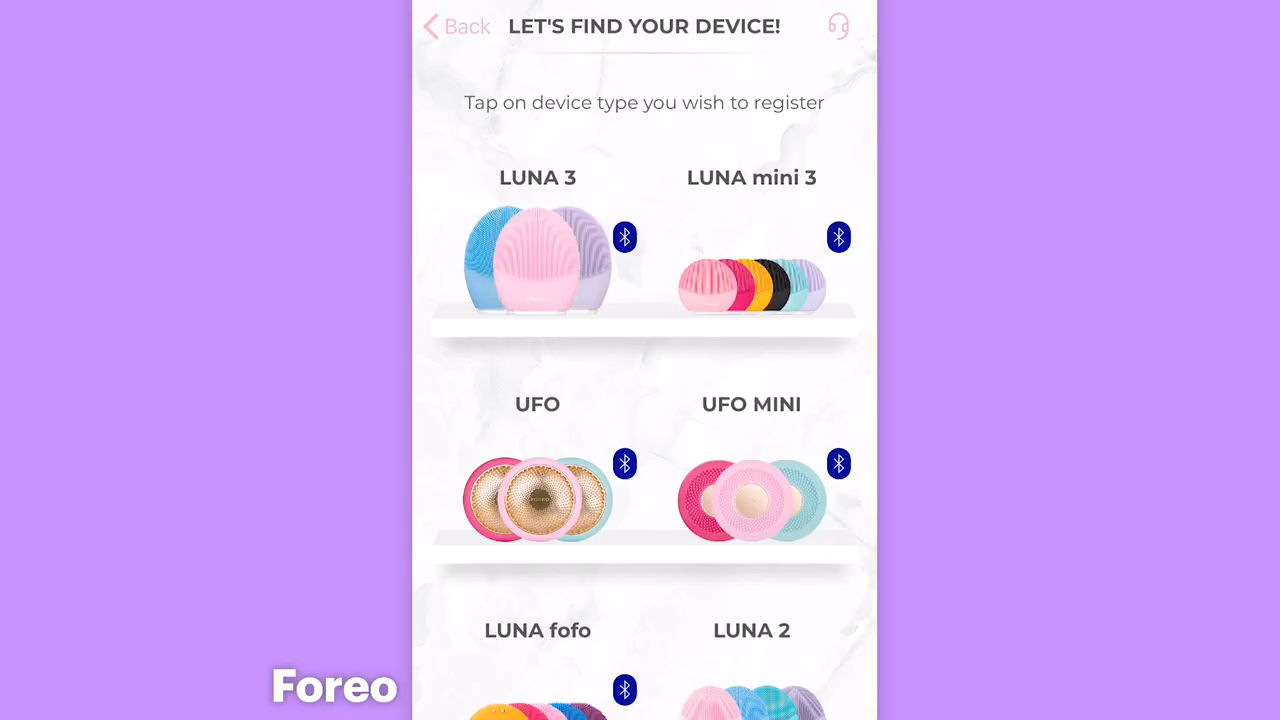 Back
LET'S FIND YOUR DEVICE!
Tap on device type you wish to register
LUNA 3
LUNA mini 3
UFO
UFO MINI
FOREO
LUNA fofo
LUNA 2
Foreo